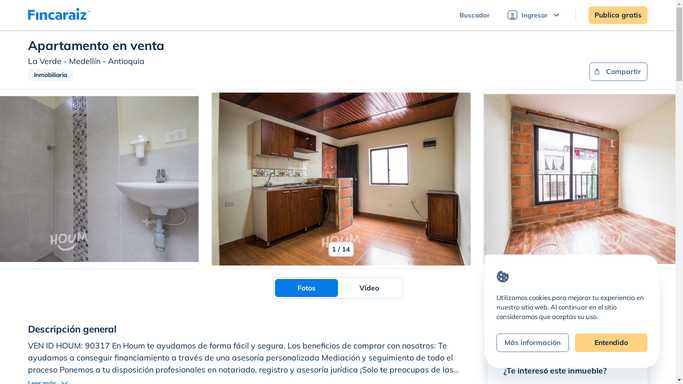 Fincaraiz
Buscador
Ingresar
Publica gratis
Apartamento en venta
La Verde - Medellín - Antioquia
Inmobiliaria
Compartir
HOUM
HOUM
HOUM
1 / 14
Fotos
Video
Utilizamos cookies para mejorar tu experiencia en
nuestro sitio web. Al continuar en el sitio
consideramos que aceptas su uso.
Más información
Entendido
Descripción general
VEN ID HOUM: 90317 En Houm te ayudamos de forma fácil y segura. Los beneficios de comprar con nosotros: Te
ayudamos a conseguir financiamiento a través de una asesoría personalizada Mediación y seguimiento de todo el
proceso Ponemos a tu disposición profesionales en notariado, registro y asesoría jurídica ¡Solo te preocupas de las...
Leer más
¿Te interesó este inmueble?